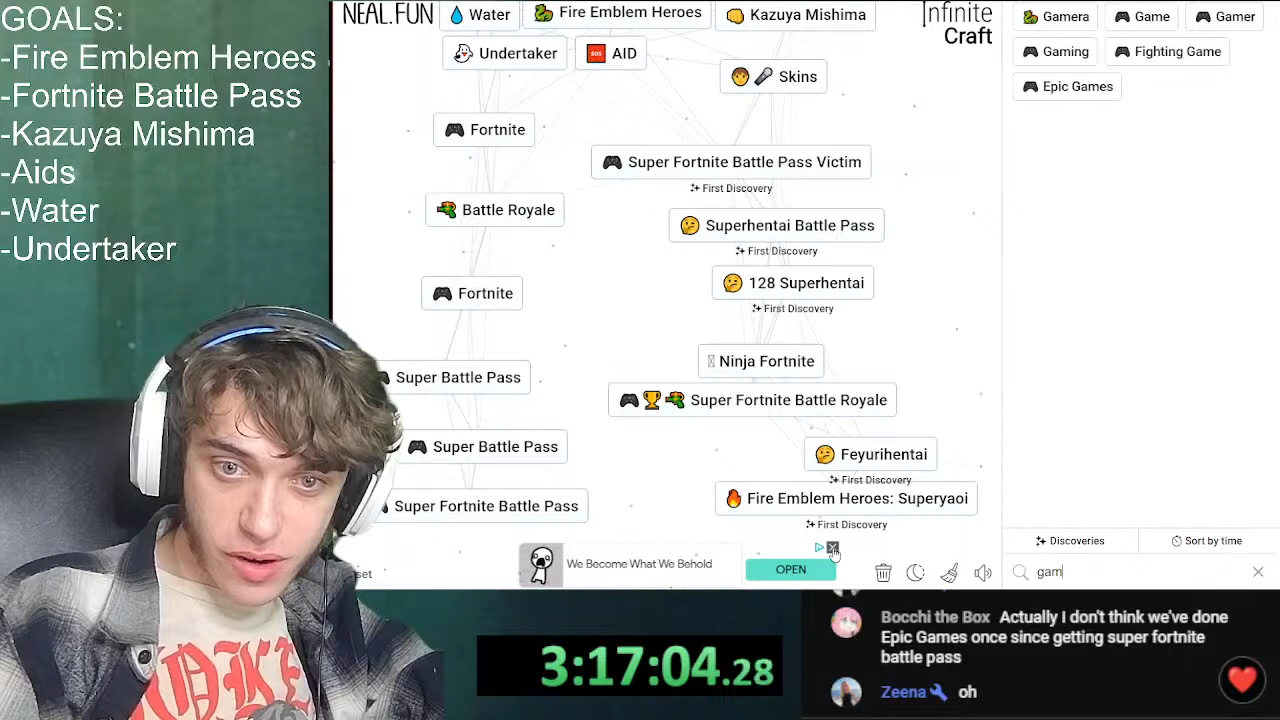 GOALS:
-Fire Emblem Heroes
-Fortnite Battle Pass
-Kazuya Mishima
-Aids
-Water
-Undertaker
NEAL.FUN
Water
Fire Emblem Heroes
Kazuya Mishima
Infinite
Craft
Undertaker
SOS AID
Skins
Fortnite
Super Fortnite Battle Pass Victim
First Discovery
Battle Royale
Superhentai Battle Pass
First Discovery
128 Superhentai
First Discovery
Fortnite
Ninja Fortnite
Super Battle Pass
Super Fortnite Battle Royale
Super Battle Pass
Feyurihentai
First Discovery
Super Fortnite Battle Pass
Fire Emblem Heroes: Superyaoi
First Discovery
We Become What We Behold
OPEN
set
Gamera
Game
Gamer
Gaming
Fighting Game
Epic Games
Discoveries
Sort by time
gam
3:17:04.28
Bocchi the Box Actually I don't think we've done
Epic Games once since getting super fortnite
battle pass
Zeena oh